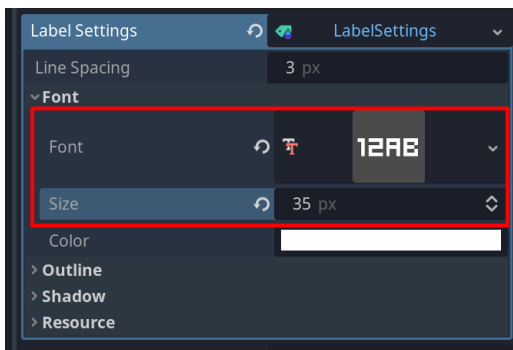 Label Settings LabelSettings
Line Spacing 3 px
Font
Font 12AB
Size 35 px
Color
Outline
Shadow
Resource